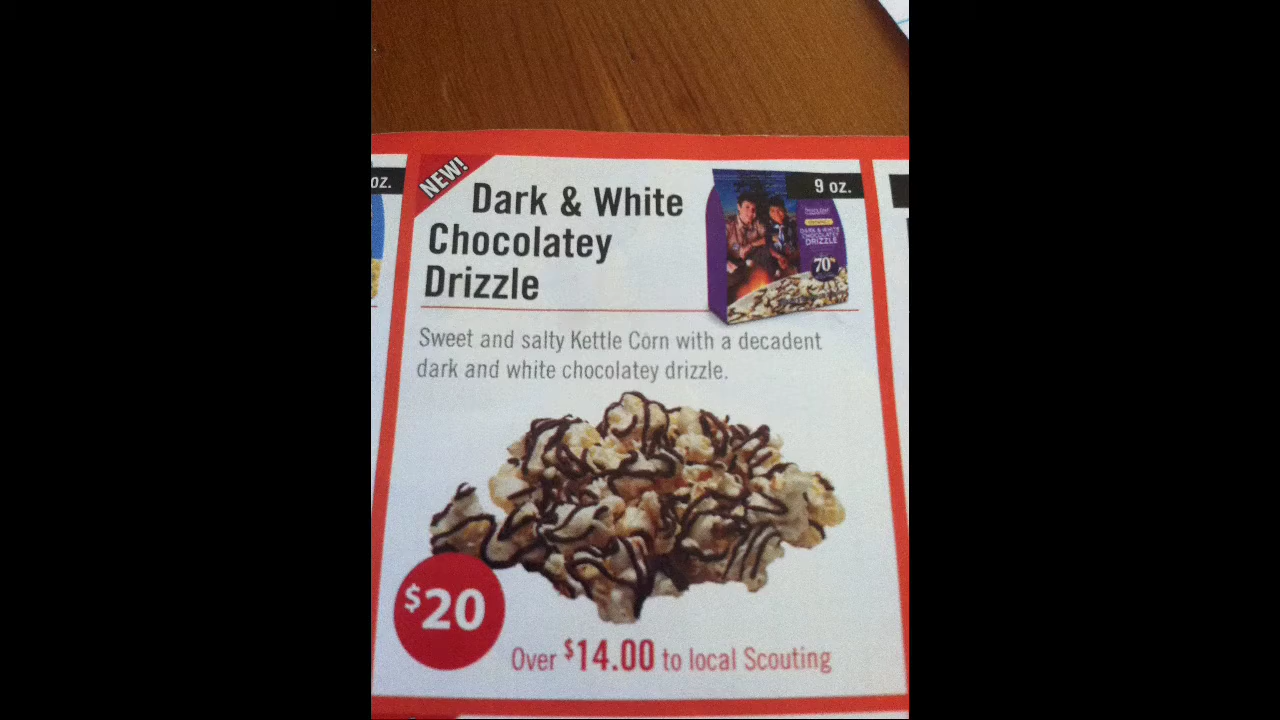 oz.
NEW!
Dark & White
Chocolatey
Drizzle
9 oz.
DARK & WHITE
CHOCOLATEY
DRIZZLE
70%
Sweet and salty Kettle Corn with a decadent
dark and white chocolatey drizzle.
$20
Over $14.00 to local Scouting